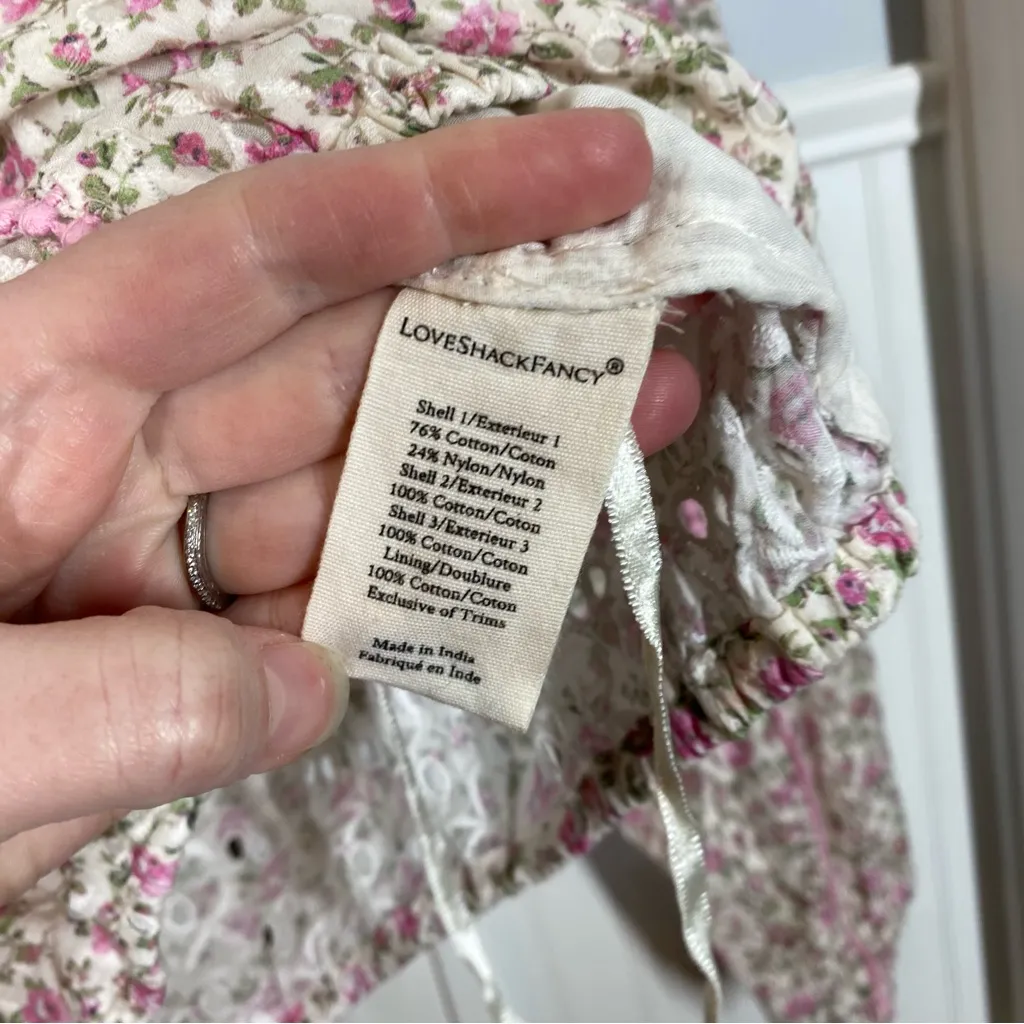 LOVESHACKFANCY®
Shell 1/Exterieur 1
76% Cotton/Coton
24% Nylon/Nylon
Shell 2/Exterieur 2
100% Cotton/Coton
Shell 3/Exterieur 3
100% Cotton/Coton
Lining/Doublure
100% Cotton/Coton
Exclusive of Trims
Made in India
Fabriqué en Inde